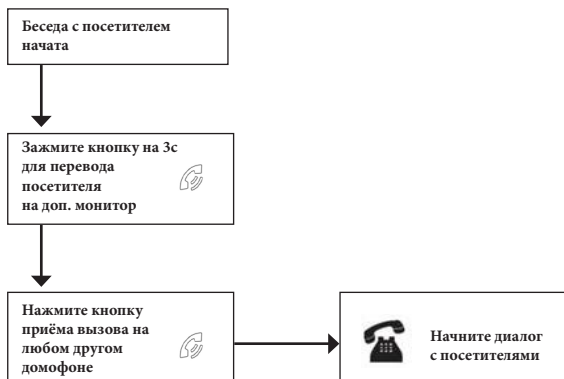 Беседа с посетителем
начата
Зажмите кнопку на 3с
для перевода
посетителя
на доп. монитор
Нажмите кнопку
приёма вызова на
любом другом
домофоне
Начните диалог
с посетителями